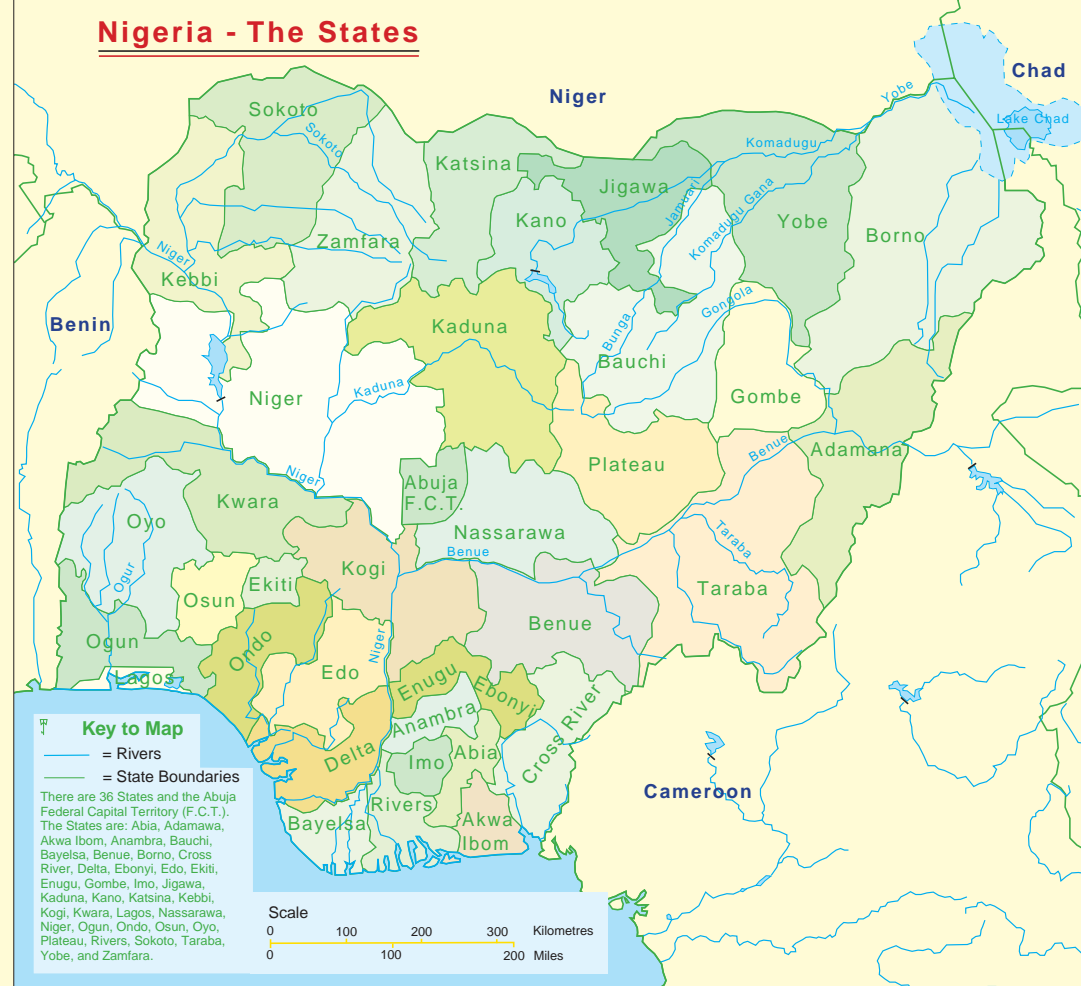 Nigeria - The States
Niger
Chad
Yobe
Lake Chad
Sokoto
Sokoto
Katsina
Komadugu
Jigawa
Jamuari
Komadugu Gana
Kano
Yobe
Borno
Zamfara
Niger
Kebbi
Gongola
Benin
Kaduna
Bunga
Bauchi
Kaduna
Niger
Gombe
Benue
Adamana
Plateau
Niger
Abuja
F.C.T.
Kwara
Oyo
Nassarawa
Benue
Taraba
Kogi
Ogur
Ekiti
Osun
Taraba
Benue
Ogun
Ondo
Niger
Edo
Lagos
Enugu
Ebonyi
Anambra
Cross River
Delta
Abia
Imo
Rivers
Bayelsa
Akwa
Ibom
Cameroon
Key to Map
= Rivers
= State Boundaries
There are 36 States and the Abuja
Federal Capital Territory (F.C.T.).
The States are: Abia, Adamawa,
Akwa Ibom, Anambra, Bauchi,
Bayelsa, Benue, Borno, Cross
River, Delta, Ebonyi, Edo, Ekiti,
Enugu, Gombe, Imo, Jigawa,
Kaduna, Kano, Katsina, Kebbi,
Kogi, Kwara, Lagos, Nassarawa,
Niger, Ogun, Ondo, Osun, Oyo,
Plateau, Rivers, Sokoto, Taraba,
Yobe, and Zamfara.
Scale
0 100 200 300 Kilometres
0 100 200 Miles